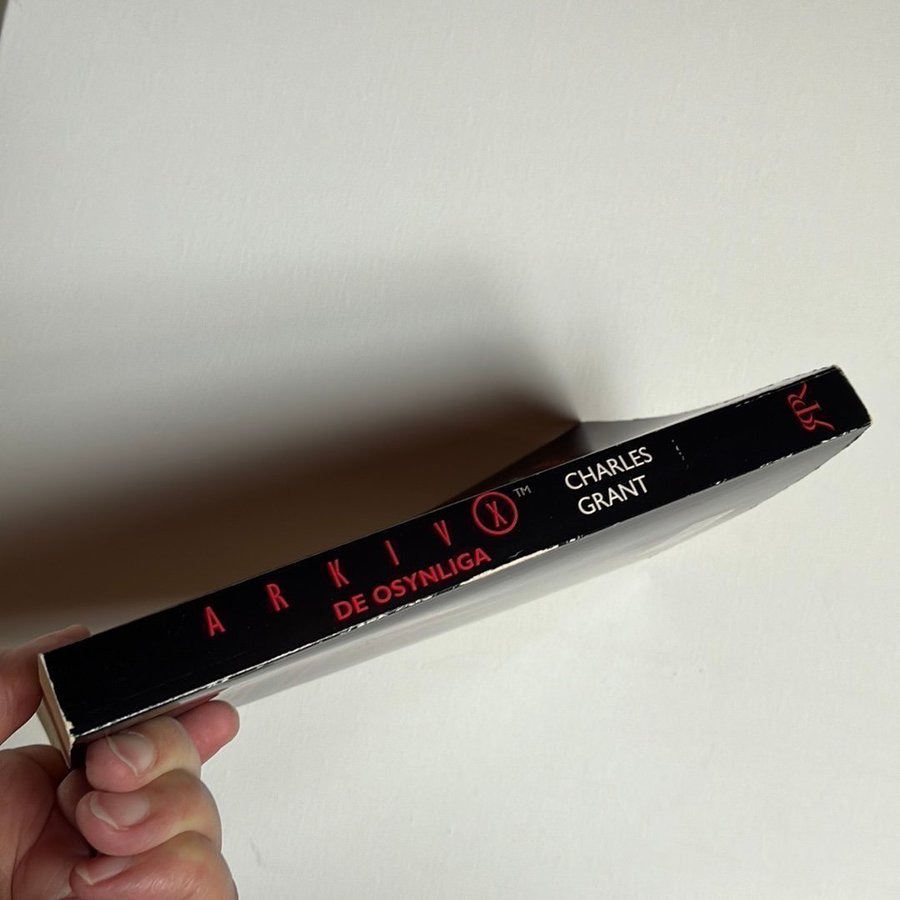 ARKIV X™
DE OSYNLIGA
CHARLES
GRANT